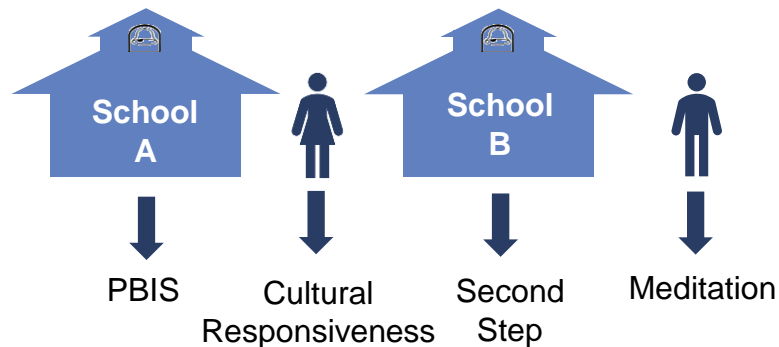 School
A
School
B
PBIS
Cultural
Responsiveness
Second
Step
Meditation